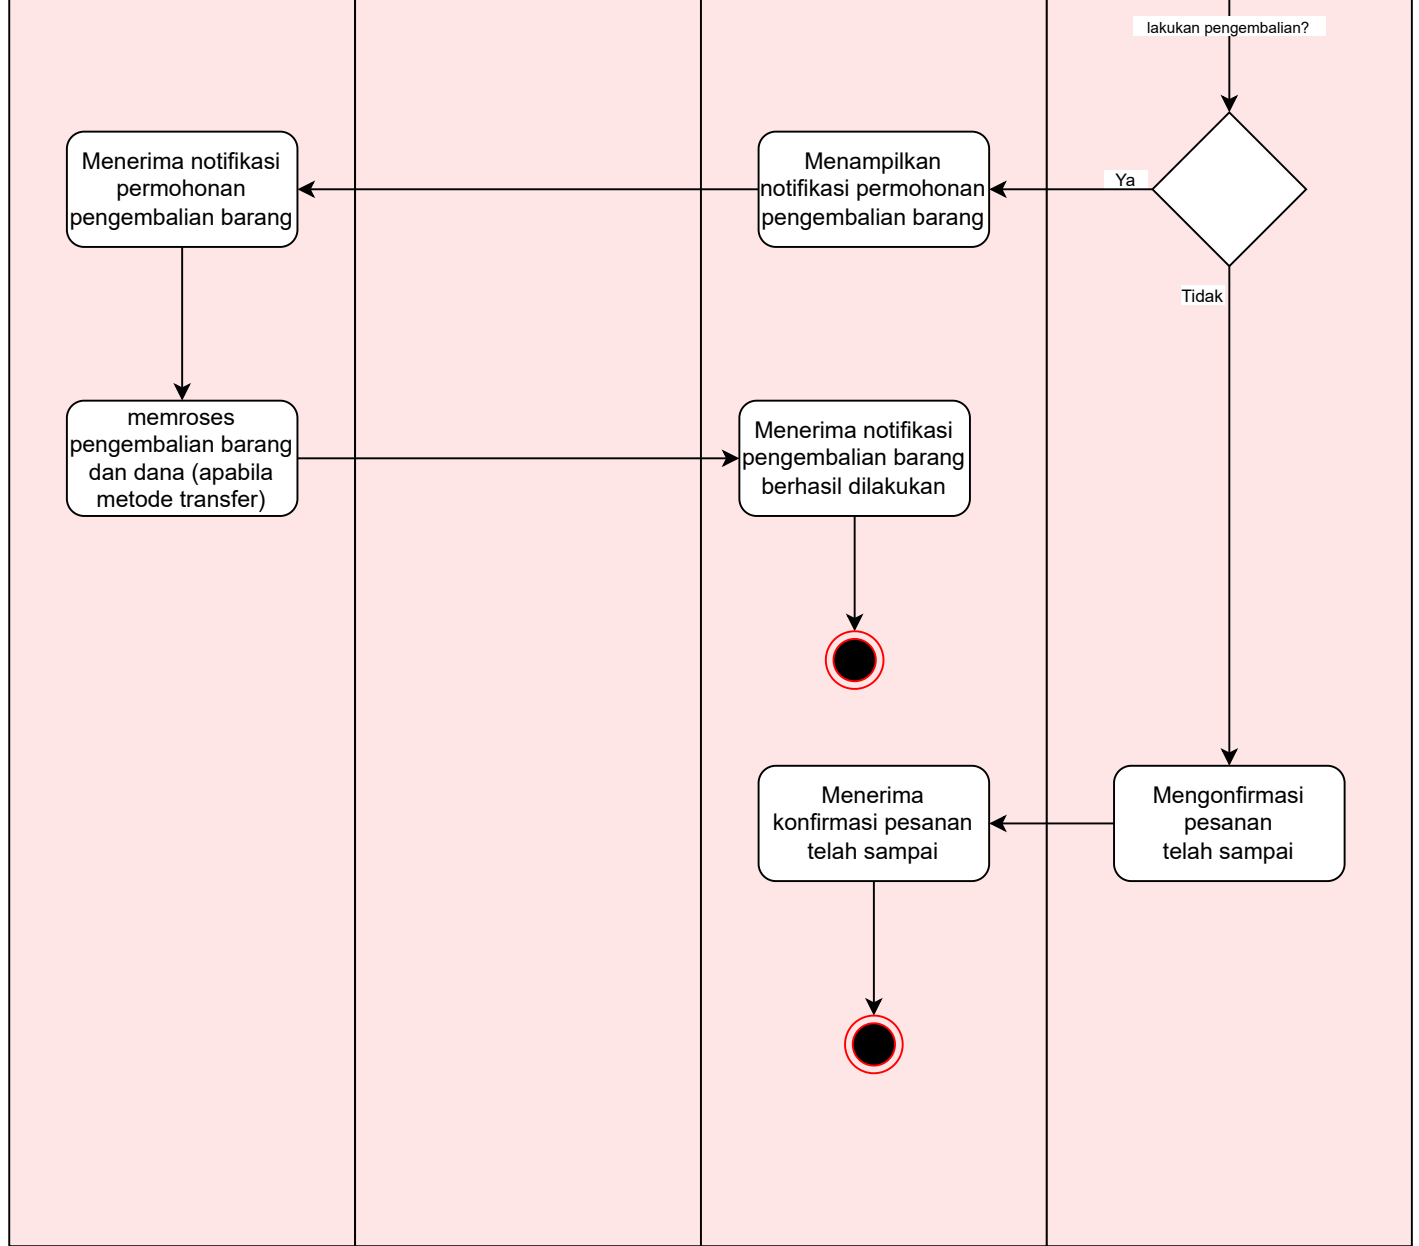 lakukan pengembalian?
Menerima notifikasi
permohonan
pengembalian barang
Menampilkan
notifikasi permohonan
pengembalian barang
Ya
Tidak
memroses
pengembalian barang
dan dana (apabila
metode transfer)
Menerima notifikasi
pengembalian barang
berhasil dilakukan
Menerima
konfirmasi pesanan
telah sampai
Mengonfirmasi
pesanan
telah sampai